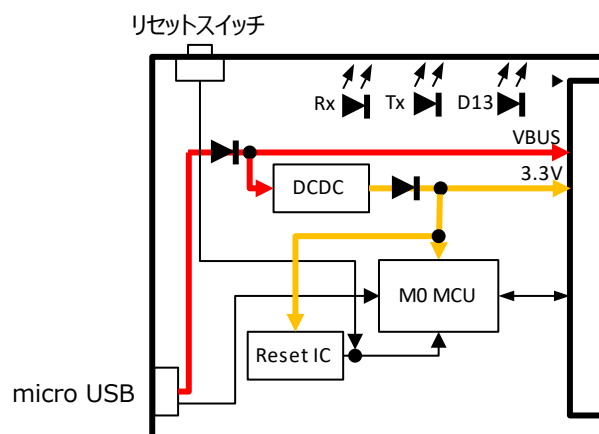 リセットスイッチ
Rx
Tx
D13
VBUS
DCDC
3.3V
M0 MCU
Reset IC
micro USB